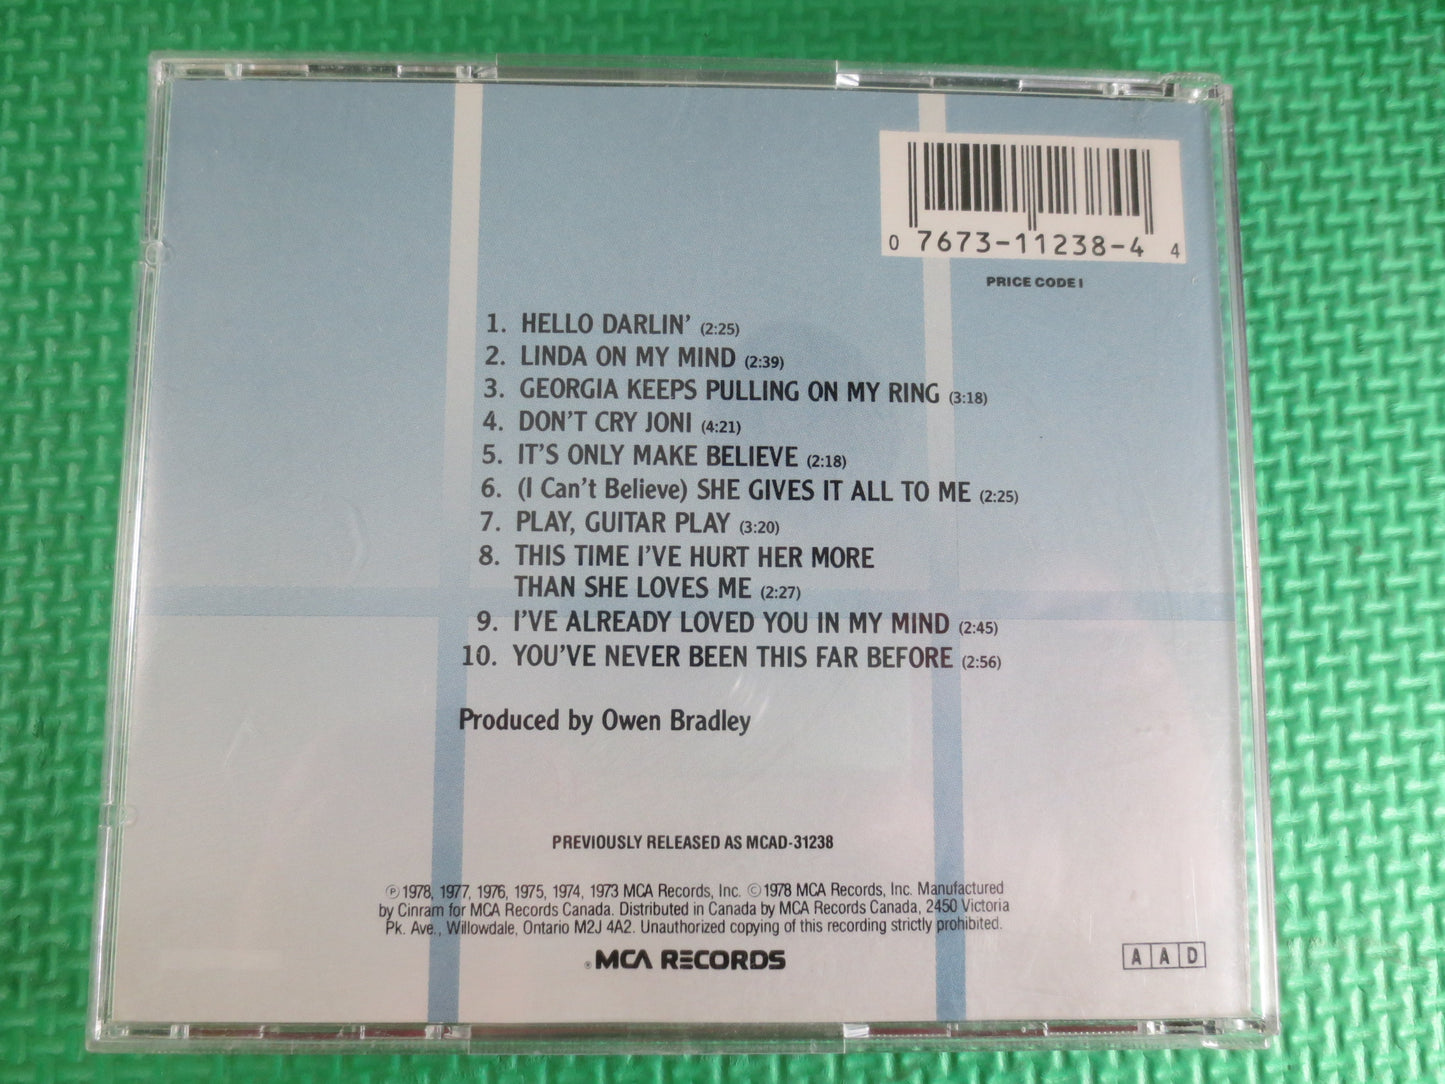 0 7673-11238-4 4
PRICE CODE I
1. HELLO DARLIN' (2:25)
2. LINDA ON MY MIND (2:39)
3. GEORGIA KEEPS PULLING ON MY RING (3:18)
4. DON'T CRY JONI (4:21)
5. IT'S ONLY MAKE BELIEVE (2:18)
6. (I Can't Believe) SHE GIVES IT ALL TO ME (2:25)
7. PLAY, GUITAR PLAY (3:20)
8. THIS TIME I'VE HURT HER MORE
THAN SHE LOVES ME (2:27)
9. I'VE ALREADY LOVED YOU IN MY MIND (2:45)
10. YOU'VE NEVER BEEN THIS FAR BEFORE (2:56)
Produced by Owen Bradley
PREVIOUSLY RELEASED AS MCAD-31238
℗ 1978, 1977, 1976, 1975, 1974, 1973 MCA Records, Inc. © 1978 MCA Records, Inc. Manufactured
by Cinram for MCA Records Canada. Distributed in Canada by MCA Records Canada, 2450 Victoria
Pk. Ave., Willowdale, Ontario M2J 4A2. Unauthorized copying of this recording strictly prohibited.
® MCA RECORDS
A A D